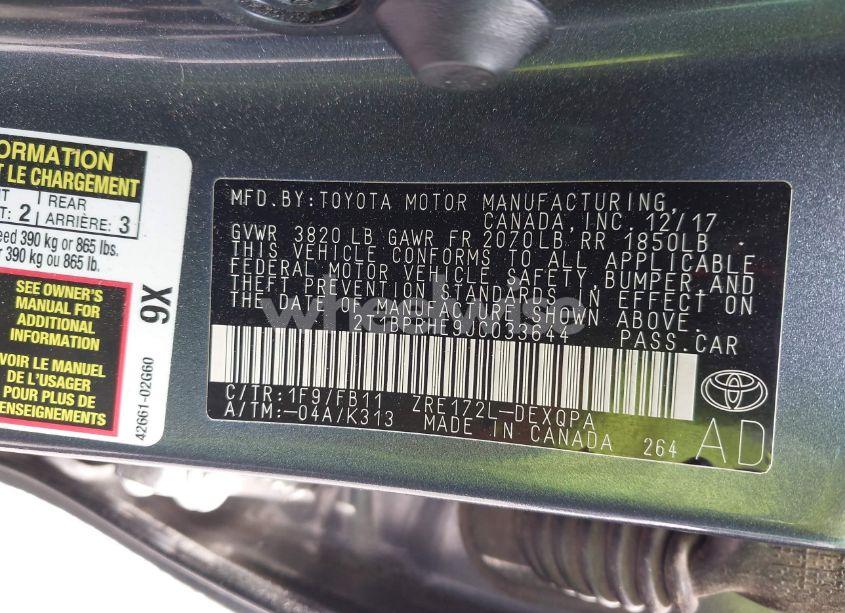 ORMATION
T LE CHARGEMENT
NT REAR
T: 2 ARRIÈRE: 3
eed 390 kg or 865 lbs.
r 390 kg ou 865 lb.
SEE OWNER'S
MANUAL FOR
ADDITIONAL
INFORMATION
VOIR LE MANUEL
DE L'USAGER
POUR PLUS DE
RENSEIGNEMENTS
9X
42661-02G60
MFD. BY: TOYOTA MOTOR MANUFACTURING,
CANADA, INC. 12/17
GVWR 3820 LB GAWR FR 2070LB RR 1850LB
THIS VEHICLE CONFORMS TO ALL APPLICABLE
FEDERAL MOTOR VEHICLE SAFETY, BUMPER AND
THEFT PREVENTION STANDARDS IN EFFECT ON
THE DATE OF MANUFACTURE SHOWN ABOVE.
PASS.CAR
C/TR: 1F9/FB11 ZRE172L-DEXQPA
A/TM: -04A/K313 MADE IN CANADA 264
AD